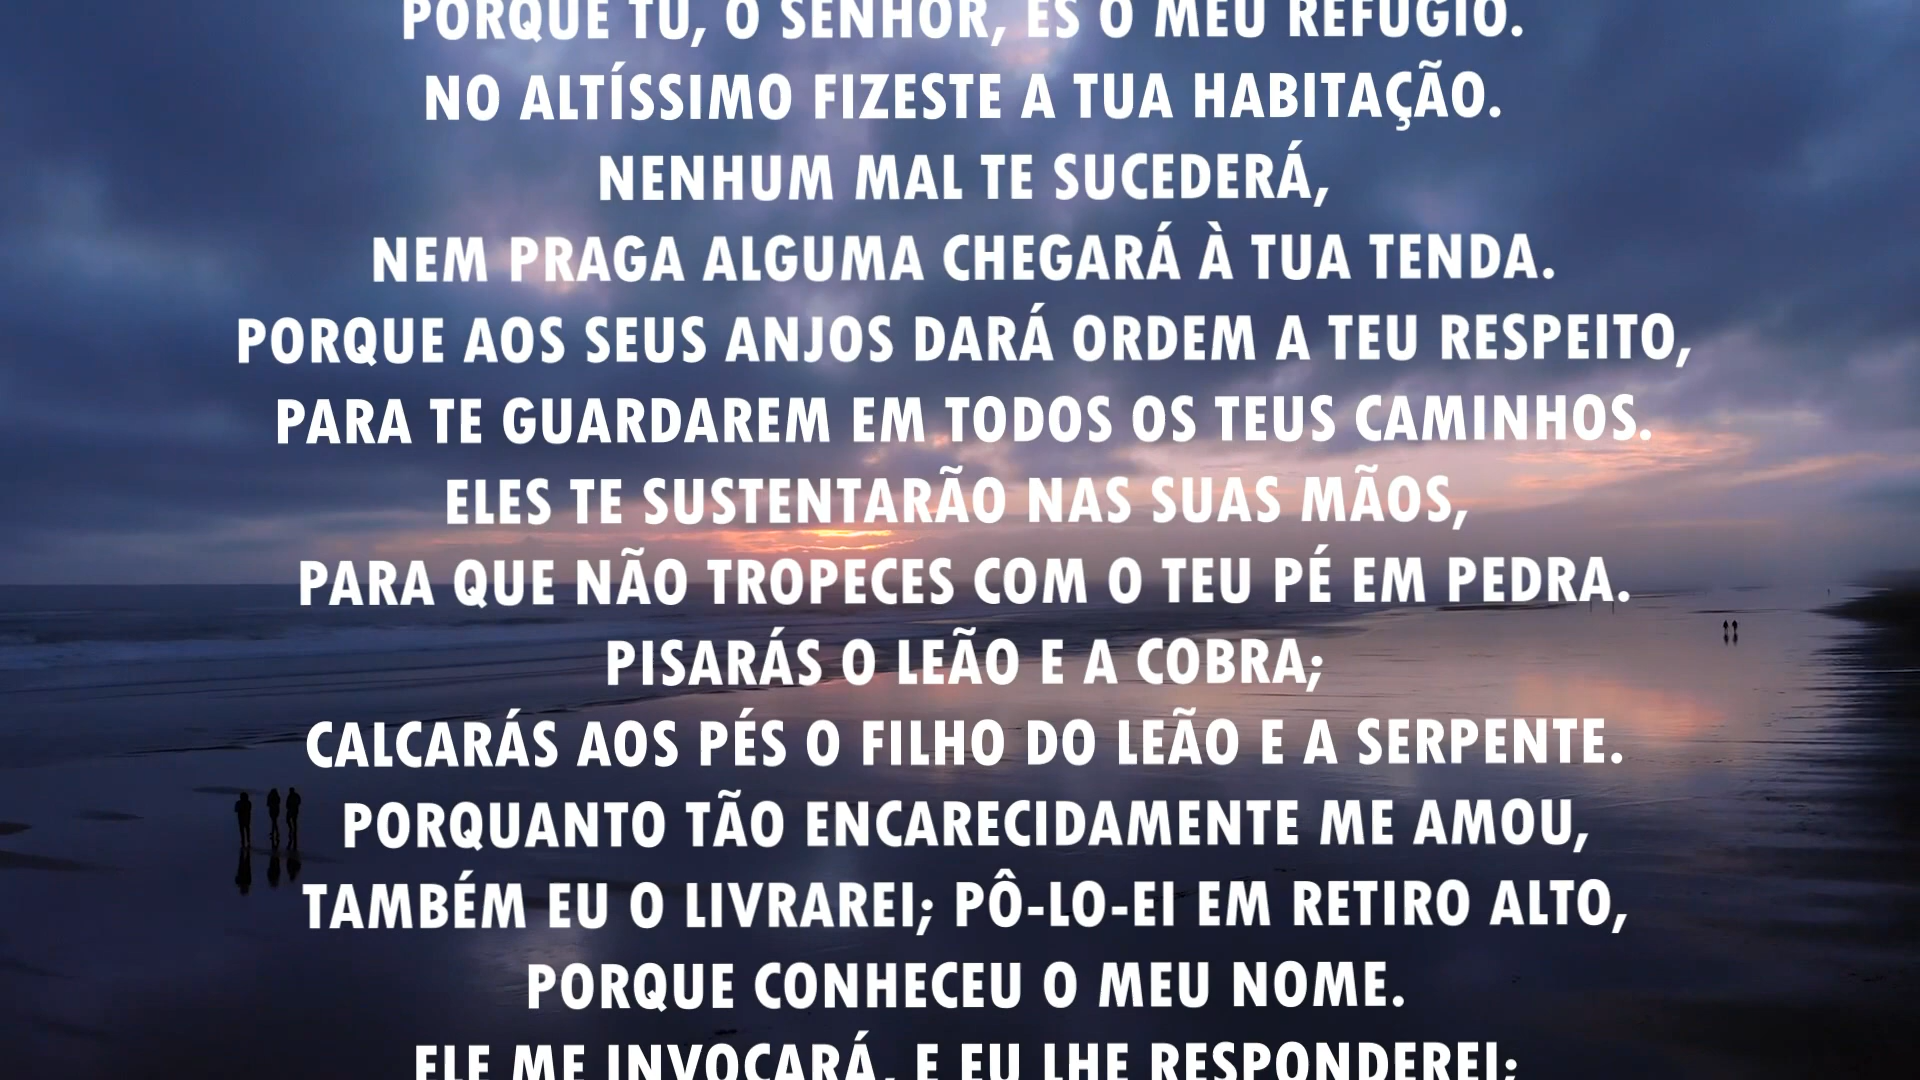 PORQUE TU, O SENHOR, ÉS O MEU REFÚGIO.
NO ALTÍSSIMO FIZESTE A TUA HABITAÇÃO.
NENHUM MAL TE SUCEDERÁ,
NEM PRAGA ALGUMA CHEGARÁ À TUA TENDA.
PORQUE AOS SEUS ANJOS DARÁ ORDEM A TEU RESPEITO,
PARA TE GUARDAREM EM TODOS OS TEUS CAMINHOS.
ELES TE SUSTENTARÃO NAS SUAS MÃOS,
PARA QUE NÃO TROPECES COM O TEU PÉ EM PEDRA.
PISARÁS O LEÃO E A COBRA;
CALCARÁS AOS PÉS O FILHO DO LEÃO E A SERPENTE.
PORQUANTO TÃO ENCARECIDAMENTE ME AMOU,
TAMBÉM EU O LIVRAREI; PÔ-LO-EI EM RETIRO ALTO,
PORQUE CONHECEU O MEU NOME.
ELE ME INVOCARÁ, E EU LHE RESPONDEREI;